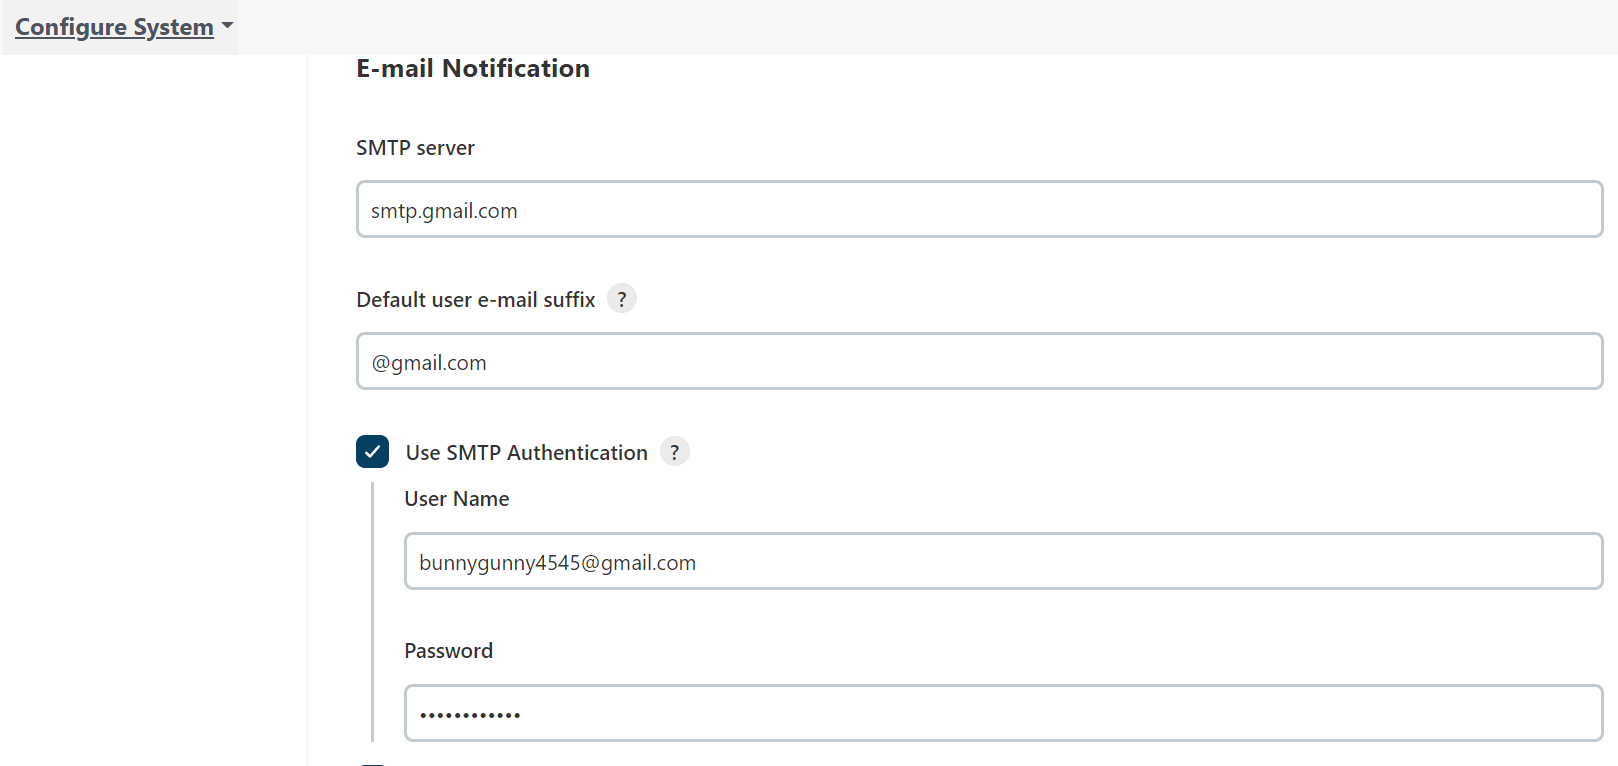 Configure System
E-mail Notification
SMTP server
smtp.gmail.com
Default user e-mail suffix ?
@gmail.com
Use SMTP Authentication ?
User Name
bunnygunny4545@gmail.com
Password
••••••••••••